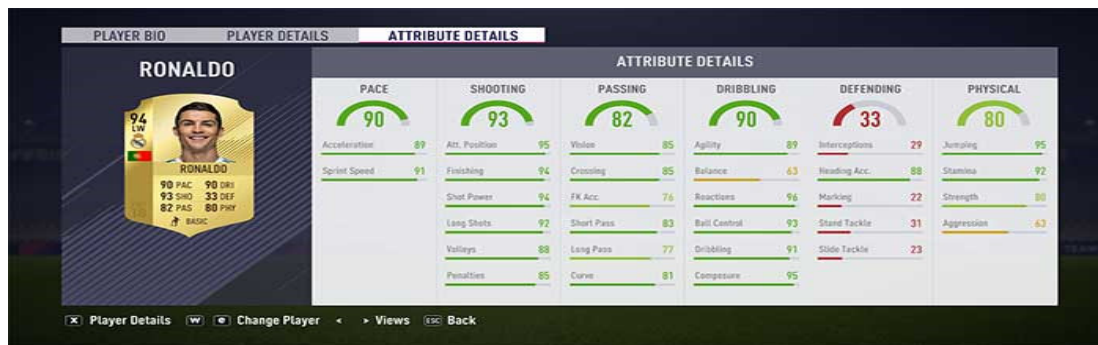 PLAYER BIO PLAYER DETAILS ATTRIBUTE DETAILS
RONALDO
94
LW
RONALDO
90 PAC 90 DRI
93 SHO 33 DEF
82 PAS 80 PHY
BASIC
ATTRIBUTE DETAILS
PACE SHOOTING PASSING DRIBBLING DEFENDING PHYSICAL
90 93 82 90 33 80
Acceleration 89 Att. Position 95 Vision 85 Agility 89 Interceptions 29 Jumping 95
Sprint Speed 91 Finishing 94 Crossing 85 Balance 63 Heading Acc. 88 Stamina 92
Shot Power 94 FK Acc. 76 Reactions 96 Marking 22 Strength 80
Long Shots 92 Short Pass 83 Ball Control 93 Stand Tackle 31 Aggression 63
Volleys 88 Long Pass 77 Dribbling 91 Slide Tackle 23
Penalties 85 Curve 81 Composure 95
X Player Details W e Change Player < > Views ESC Back